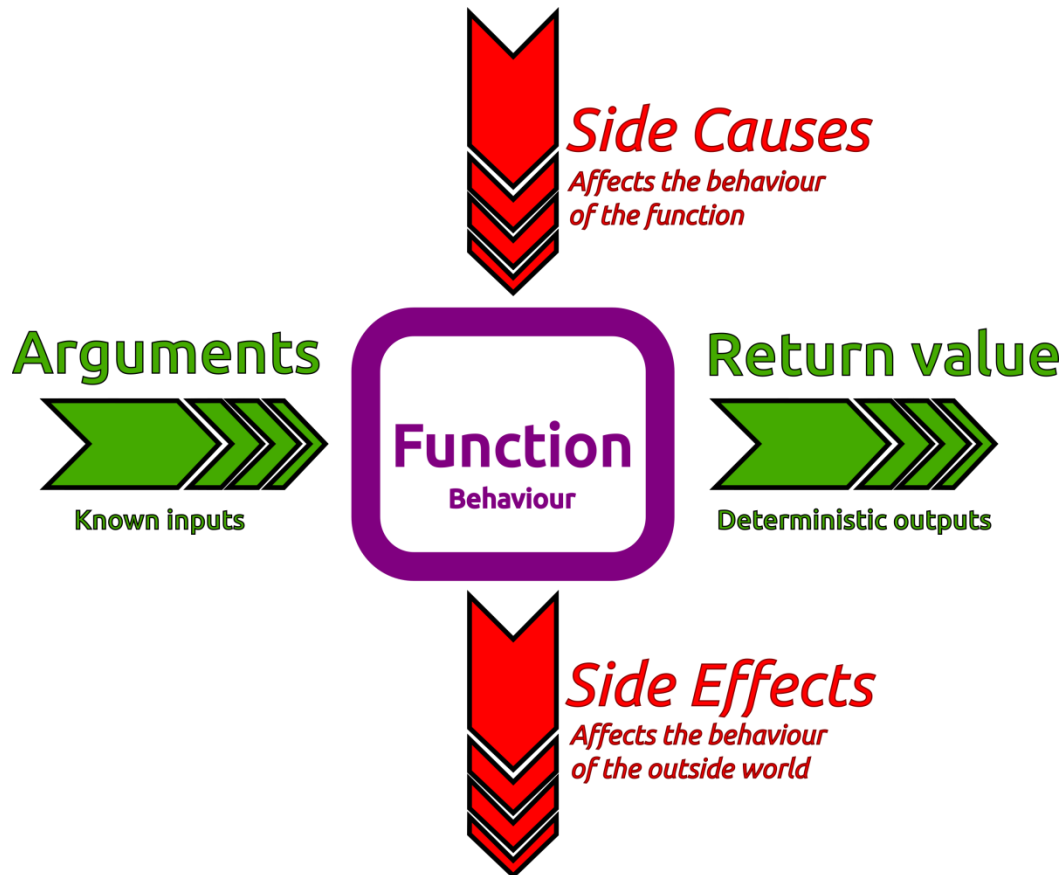 Side Causes
Affects the behaviour
of the function
Arguments
Known inputs
Function
Behaviour
Return value
Deterministic outputs
Side Effects
Affects the behaviour
of the outside world